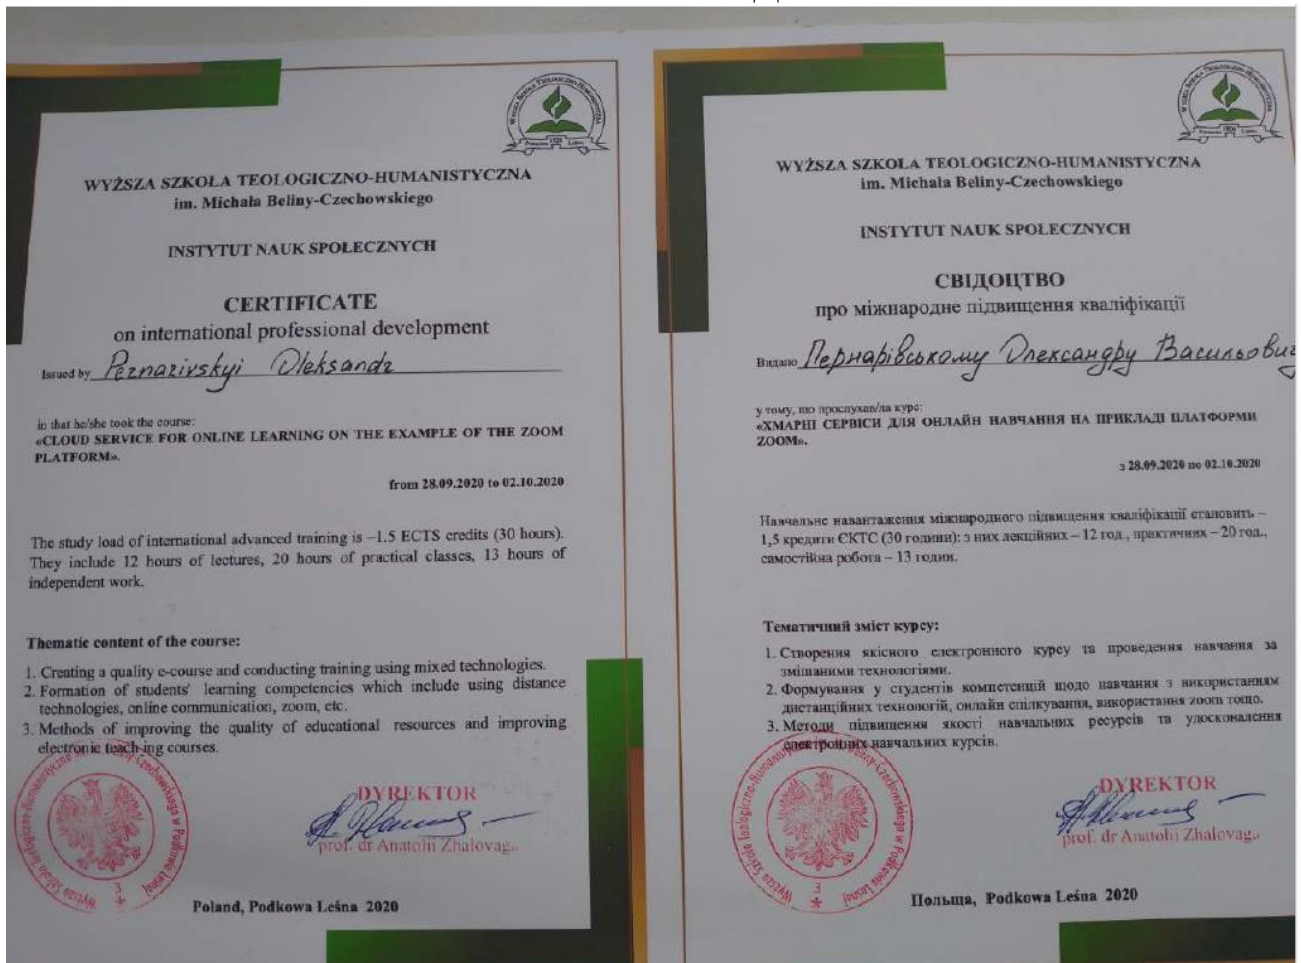 WYŻSZA SZKOŁA TEOLOGICZNO-HUMANISTYCZNA
im. Michała Beliny-Czechowskiego
INSTYTUT NAUK SPOŁECZNYCH
CERTIFICATE
on international professional development
Issued by Pernarivskyi Oleksandr
in that he/she took the course:
«CLOUD SERVICE FOR ONLINE LEARNING ON THE EXAMPLE OF THE ZOOM
PLATFORM».
from 28.09.2020 to 02.10.2020
The study load of international advanced training is –1.5 ECTS credits (30 hours).
They include 12 hours of lectures, 20 hours of practical classes, 13 hours of
independent work.
Thematic content of the course:
1. Creating a quality e-course and conducting training using mixed technologies.
2. Formation of students' learning competencies which include using distance
technologies, online communication, zoom, etc.
3. Methods of improving the quality of educational resources and improving
electronic teach ing courses.
DYREKTOR
prof. dr Anatolii Zhalovaga
Poland, Podkowa Leśna 2020
WYŻSZA SZKOŁA TEOLOGICZNO-HUMANISTYCZNA
im. Michała Beliny-Czechowskiego
INSTYTUT NAUK SPOŁECZNYCH
СВІДОЦТВО
про міжнародне підвищення кваліфікації
Видано Пернарівському Олександру Васильович
у тому, що прослухав/ла курс:
«ХМАРНІ СЕРВІСИ ДЛЯ ОНЛАЙН НАВЧАННЯ НА ПРИКЛАДІ ПЛАТФОРМИ
ZOOM».
з 28.09.2020 по 02.10.2020
Навчальне навантаження міжнародного підвищення кваліфікації становить –
1,5 кредити ЄКТС (30 години): з них лекційних – 12 год., практичних – 20 год.,
самостійна робота – 13 годин.
Тематичний зміст курсу:
1. Створення якісного електронного курсу та проведення навчання за
змішаними технологіями.
2. Формування у студентів компетенцій щодо навчання з використанням
дистанційних технологій, онлайн спілкування, використання zoom тощо.
3. Методи підвищення якості навчальних ресурсів та удосконалення
електронних навчальних курсів.
DYREKTOR
prof. dr Anatolii Zhalovaga
Польща, Podkowa Leśna 2020